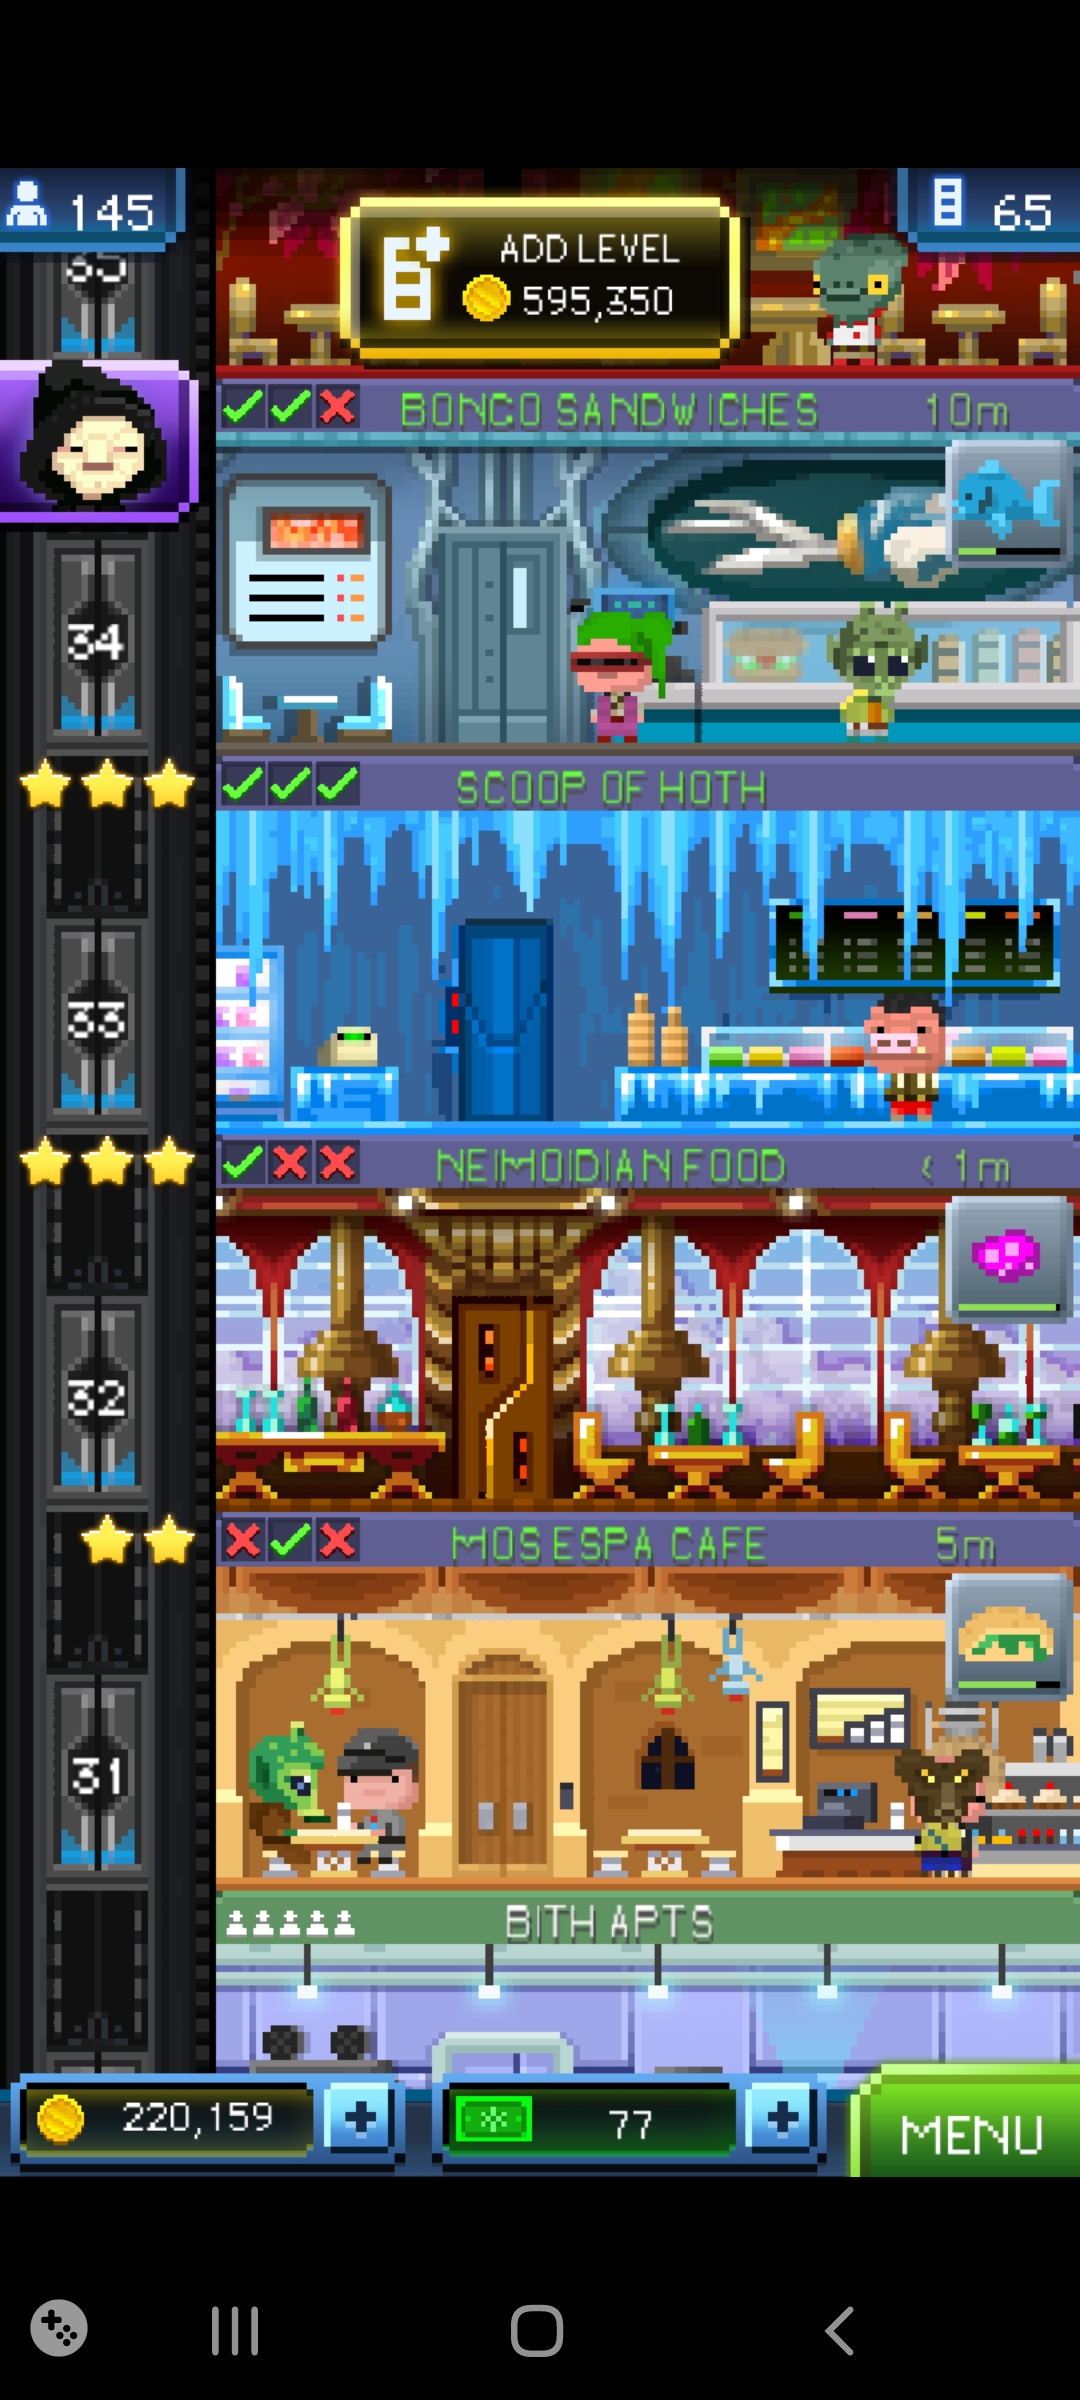 145
ADD LEVEL
595,350
65
35
BONGO SANDWICHES 10m
34
SCOOP OF HOTH
33
NEIMOIDIAN FOOD < 1m
32
MOS ESPA CAFE 5m
31
BITH APTS
220,159
77
MENU